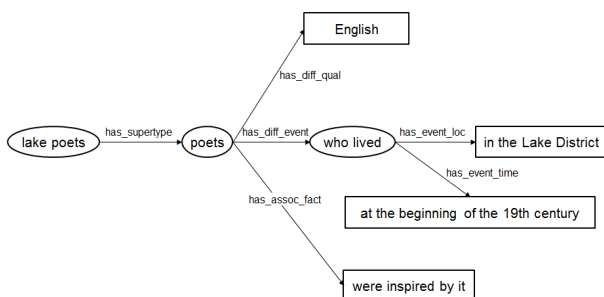 English
has_diff_qual
lake poets
has_supertype
poets
has_diff_event
who lived
has_event_loc
in the Lake District
has_event_time
has_assoc_fact
at the beginning of the 19th century
were inspired by it